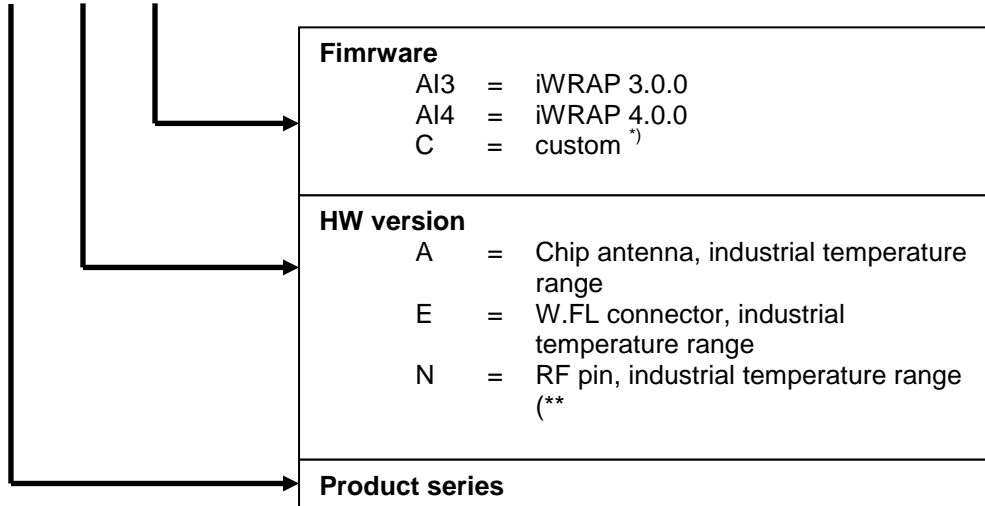 Fimrware
AI3 = iWRAP 3.0.0
AI4 = iWRAP 4.0.0
C = custom *)
HW version
A = Chip antenna, industrial temperature
range
E = W.FL connector, industrial
temperature range
N = RF pin, industrial temperature range
(**
Product series